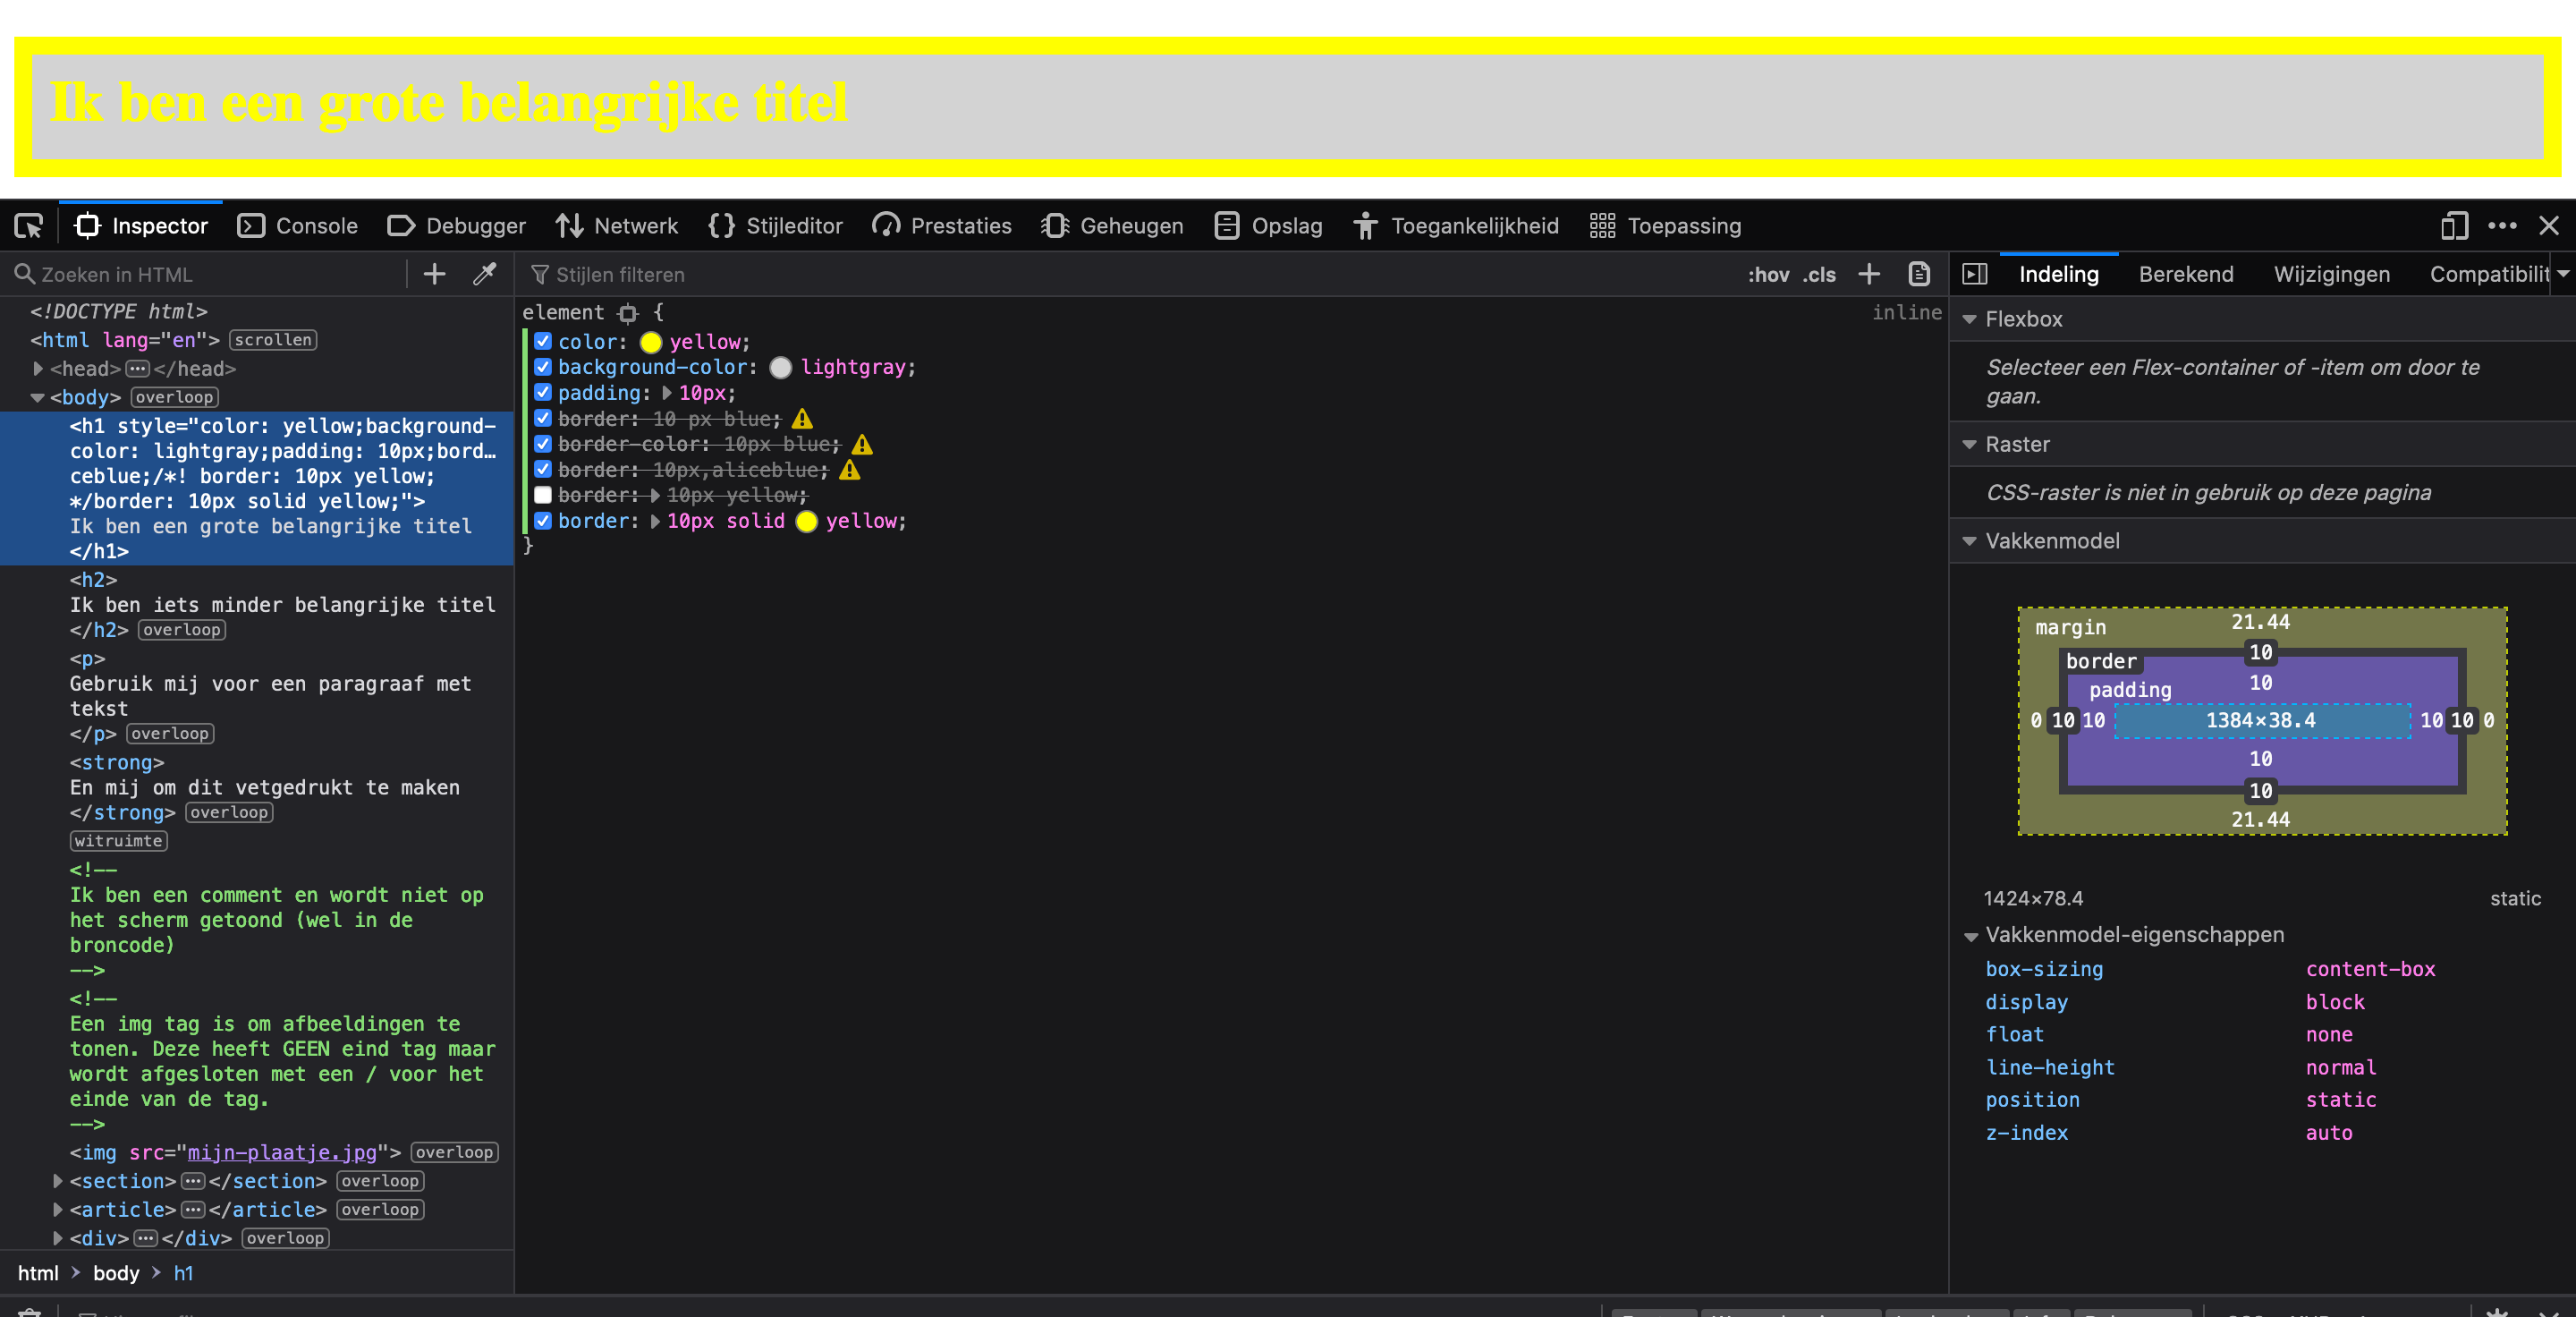 Ik ben een grote belangrijke titel
Inspector Console Debugger Netwerk Stijleditor Prestaties Geheugen Opslag Toegankelijkheid Toepassing
Zoeken in HTML
<!DOCTYPE html>
<html lang="en"> scrollen
<head>···</head>
<body> overloop
<h1 style="color: yellow;background-
color: lightgray;padding: 10px;bord…
ceblue;/*! border: 10px yellow;
*/border: 10px solid yellow;">
Ik ben een grote belangrijke titel
</h1>
<h2>
Ik ben iets minder belangrijke titel
</h2> overloop
<p>
Gebruik mij voor een paragraaf met
tekst
</p> overloop
<strong>
En mij om dit vetgedrukt te maken
</strong> overloop
witruimte
<!--
Ik ben een comment en wordt niet op
het scherm getoond (wel in de
broncode)
-->
<!--
Een img tag is om afbeeldingen te
tonen. Deze heeft GEEN eind tag maar
wordt afgesloten met een / voor het
einde van de tag.
-->
<img src="mijn-plaatje.jpg"> overloop
<section>···</section> overloop
<article>···</article> overloop
<div>···</div> overloop
html > body > h1
Stijlen filteren :hov .cls +
element { inline
color: yellow;
background-color: lightgray;
padding: 10px;
border: 10 px blue;
border-color: 10px blue;
border: 10px,aliceblue;
border: 10px yellow;
border: 10px solid yellow;
}
Indeling Berekend Wijzigingen Compatibilit
Flexbox
Selecteer een Flex-container of -item om door te
gaan.
Raster
CSS-raster is niet in gebruik op deze pagina
Vakkenmodel
margin 21.44
border 10
padding 10
0 10 10 1384×38.4 10 10 0
10
10
21.44
1424×78.4 static
Vakkenmodel-eigenschappen
box-sizing content-box
display block
float none
line-height normal
position static
z-index auto